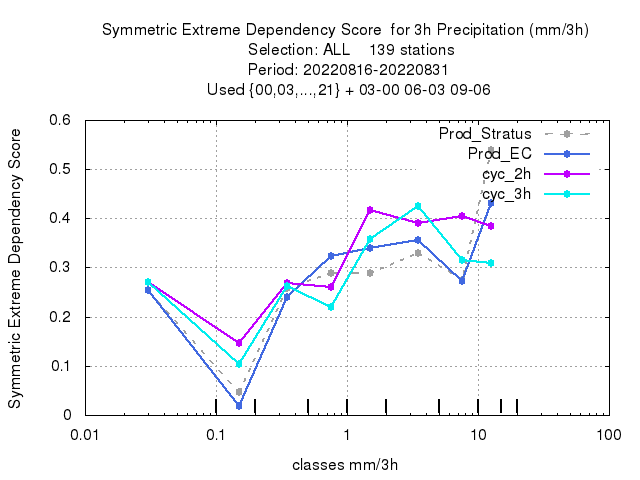 Symmetric Extreme Dependency Score  for 3h Precipitation (mm/3h)
Selection: ALL    139 stations
Period: 20220816-20220831
Used {00,03,...,21} + 03-00 06-03 09-06
Symmetric Extreme Dependency Score
0.6
0.5
0.4
0.3
0.2
0.1
0
Prod_Stratus
Prod_EC
cyc_2h
cyc_3h
0.01
0.1
1
10
100
classes mm/3h